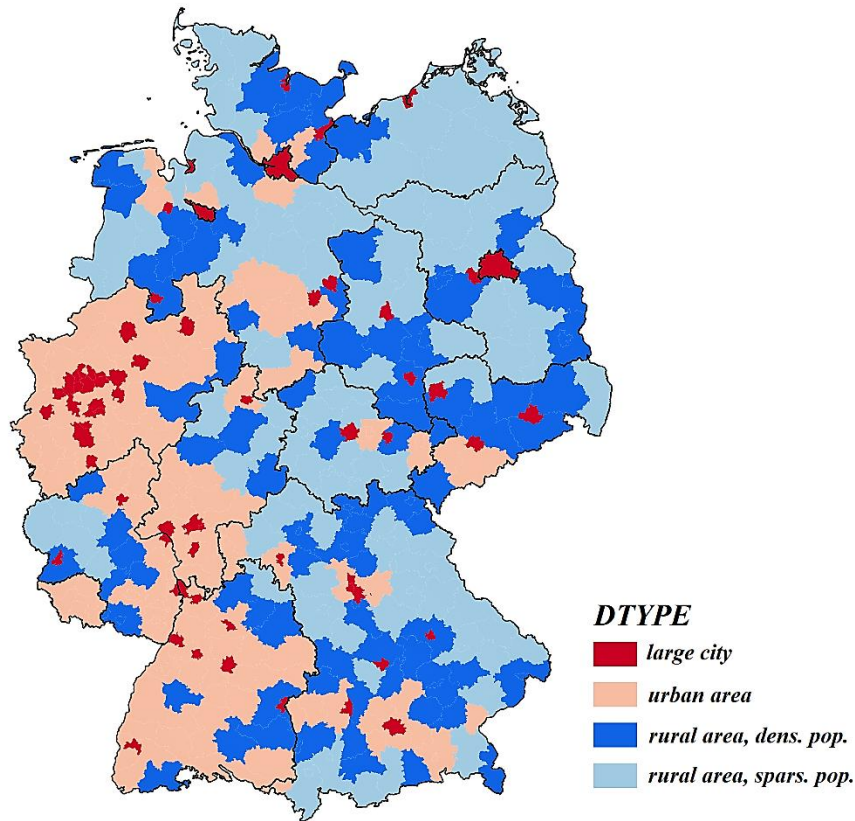 DTYPE
large city
urban area
rural area, dens. pop.
rural area, spars. pop.